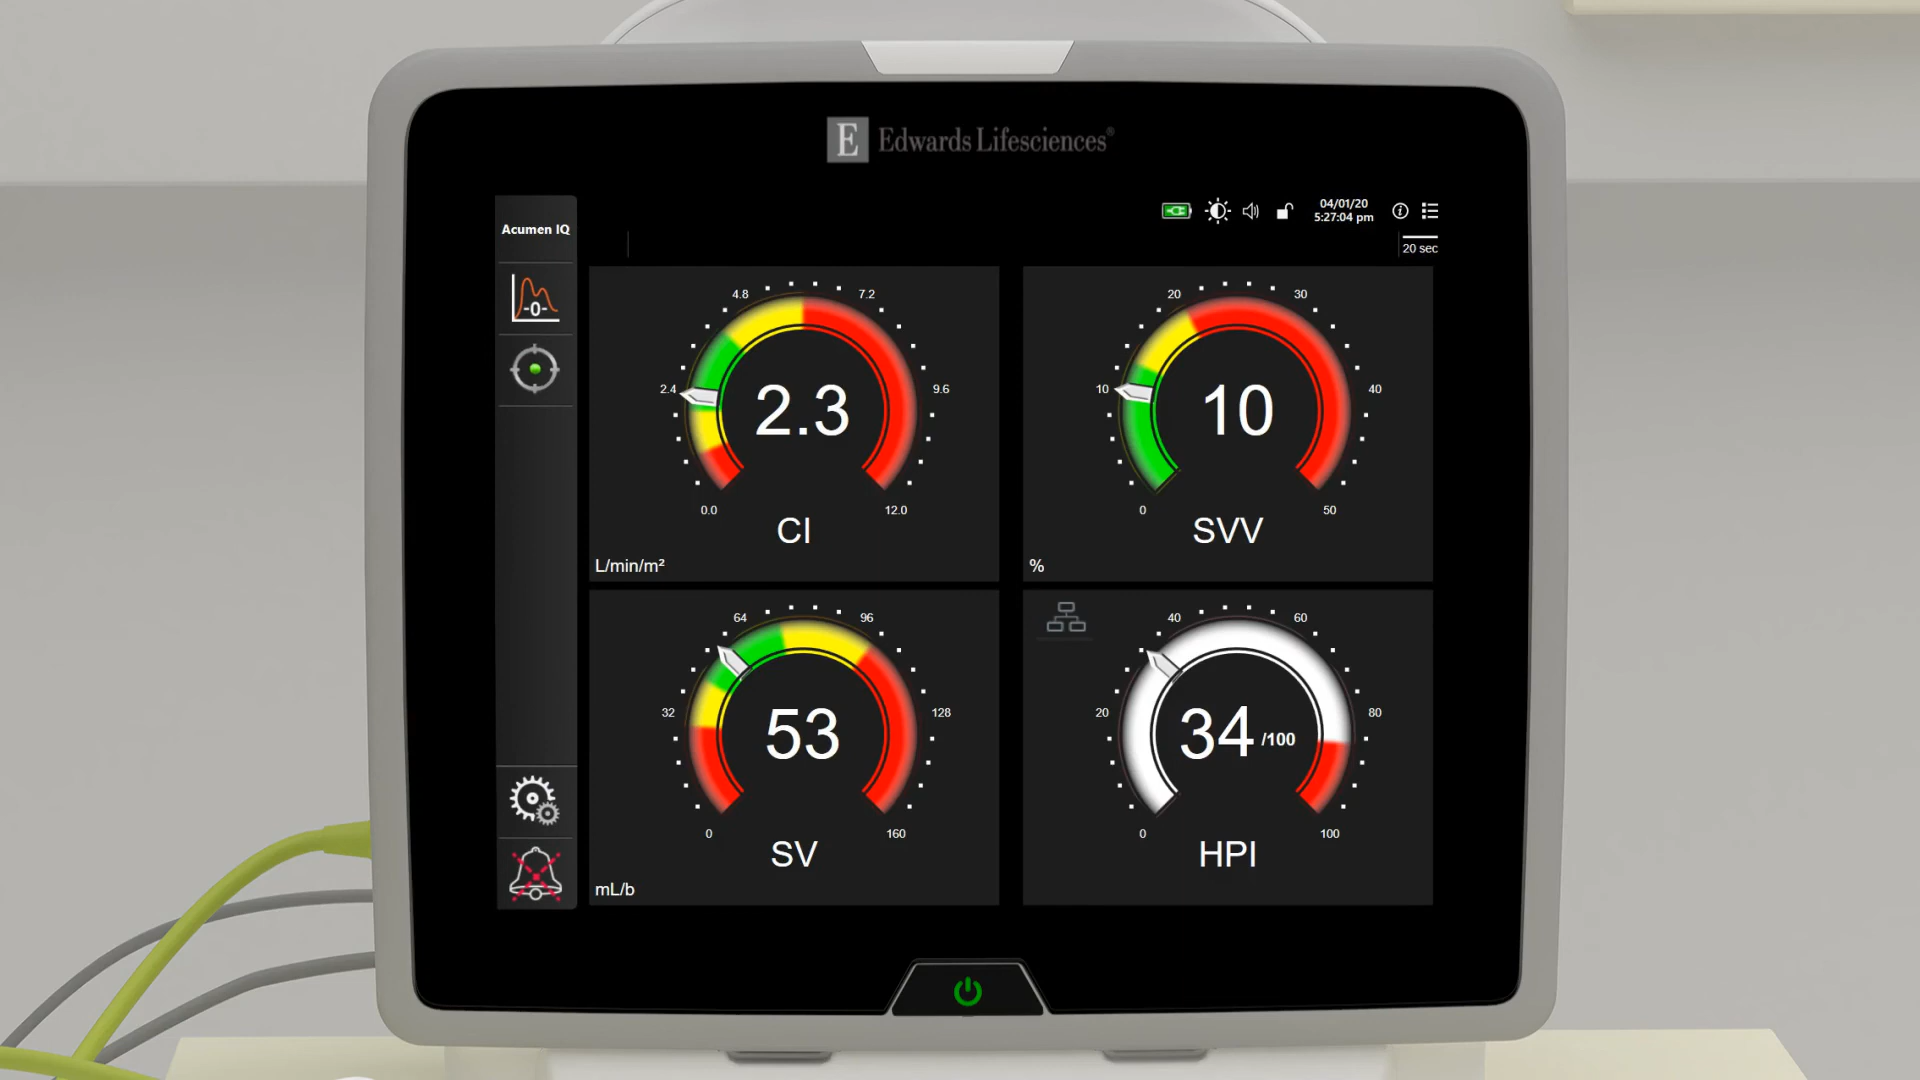 E Edwards Lifesciences®
Acumen IQ
04/01/20
5:27:04 pm
20 sec
-0-
4.8 7.2
2.4 9.6
2.3
0.0 12.0
CI
L/min/m²
20 30
10 40
10
0 50
SVV
%
64 96
32 128
53
0 160
SV
mL/b
40 60
20 80
34 /100
0 100
HPI